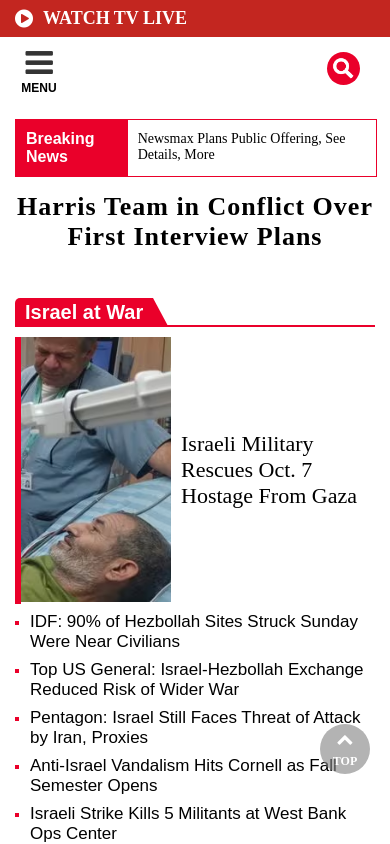 WATCH TV LIVE
MENU
Breaking
News
Newsmax Plans Public Offering, See
Details, More
Harris Team in Conflict Over
First Interview Plans
Israel at War
Israeli Military
Rescues Oct. 7
Hostage From Gaza
IDF: 90% of Hezbollah Sites Struck Sunday
Were Near Civilians
Top US General: Israel-Hezbollah Exchange
Reduced Risk of Wider War
Pentagon: Israel Still Faces Threat of Attack
by Iran, Proxies
TOP
Anti-Israel Vandalism Hits Cornell as Fall
Semester Opens
Israeli Strike Kills 5 Militants at West Bank
Ops Center